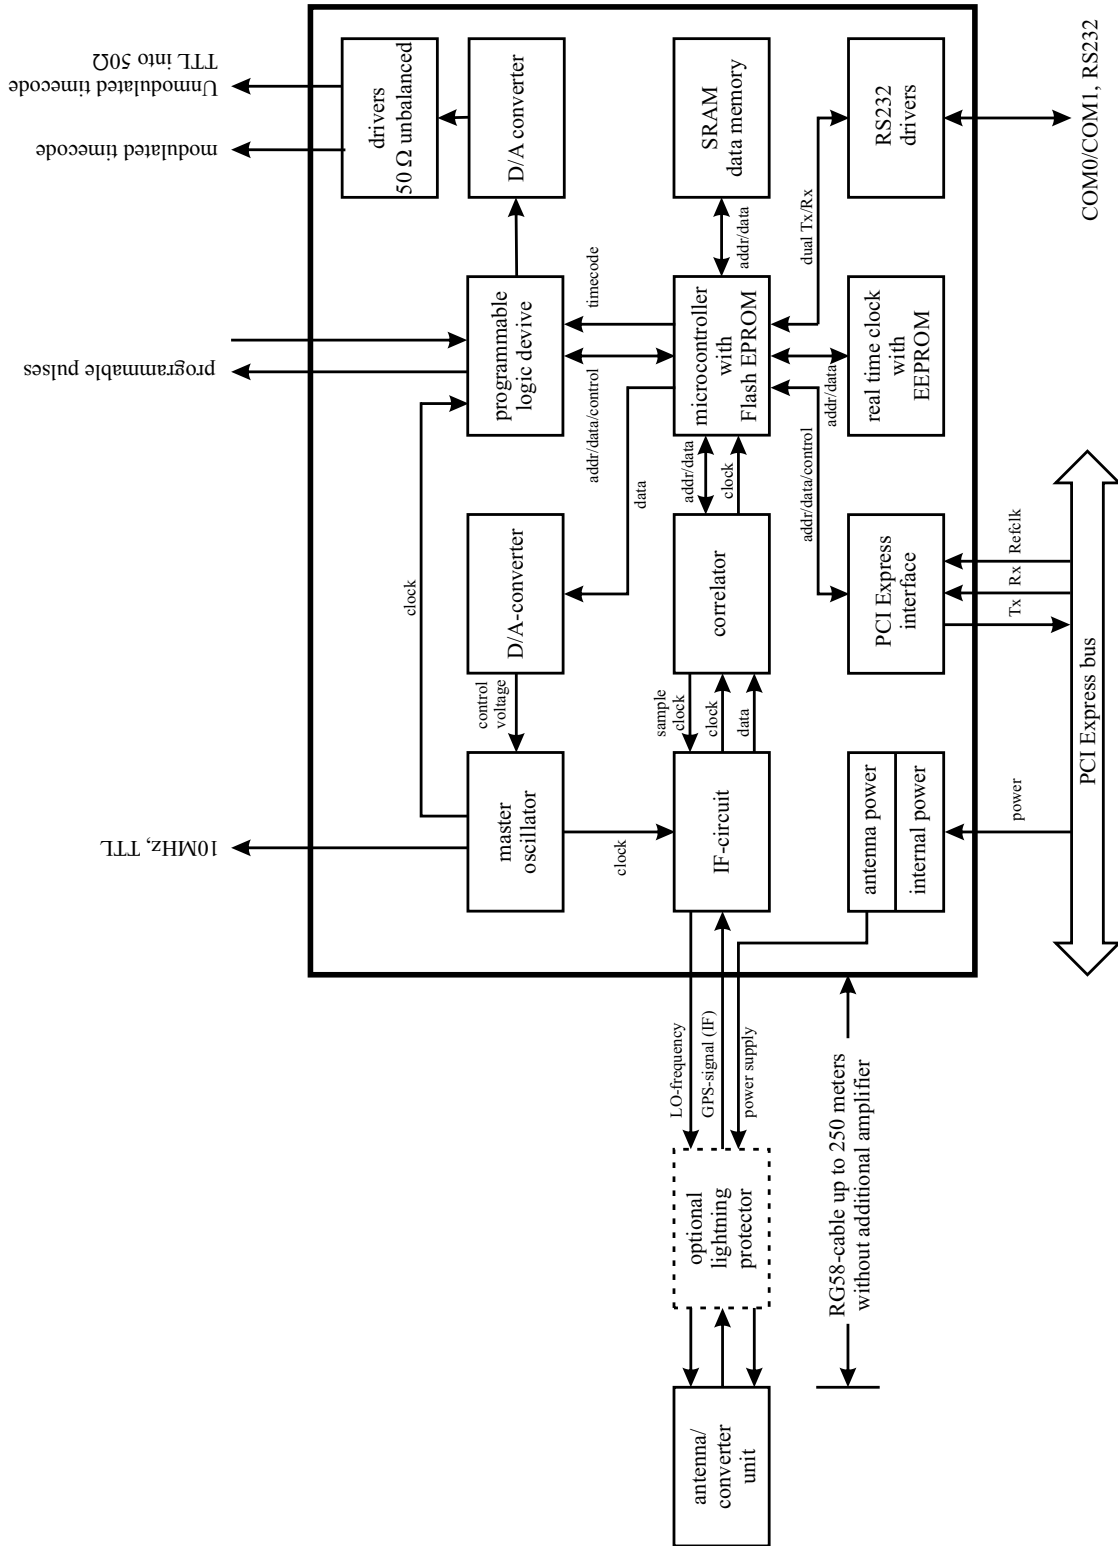 Unmodulated timecode
TTL into 50Ω
modulated timecode
programmable pulses
10MHz, TTL
drivers
50 Ω unbalanced
D/A converter
programmable
logic devive
clock
D/A-converter
control
voltage
master
oscillator
clock
timecode
addr/data/control
data
SRAM
data memory
addr/data
microcontroller
with
Flash EPROM
addr/data
clock
correlator
sample
clock
clock
data
IF-circuit
LO-frequency
GPS-signal (IF)
power supply
optional
lightning
protector
antenna/
converter
unit
dual Tx/Rx
addr/data
addr/data/control
RS232
drivers
COM0/COM1, RS232
real time clock
with
EEPROM
PCI Express
interface
Tx
Rx
Refclk
antenna power
internal power
power
PCI Express bus
RG58-cable up to 250 meters
without additional amplifier